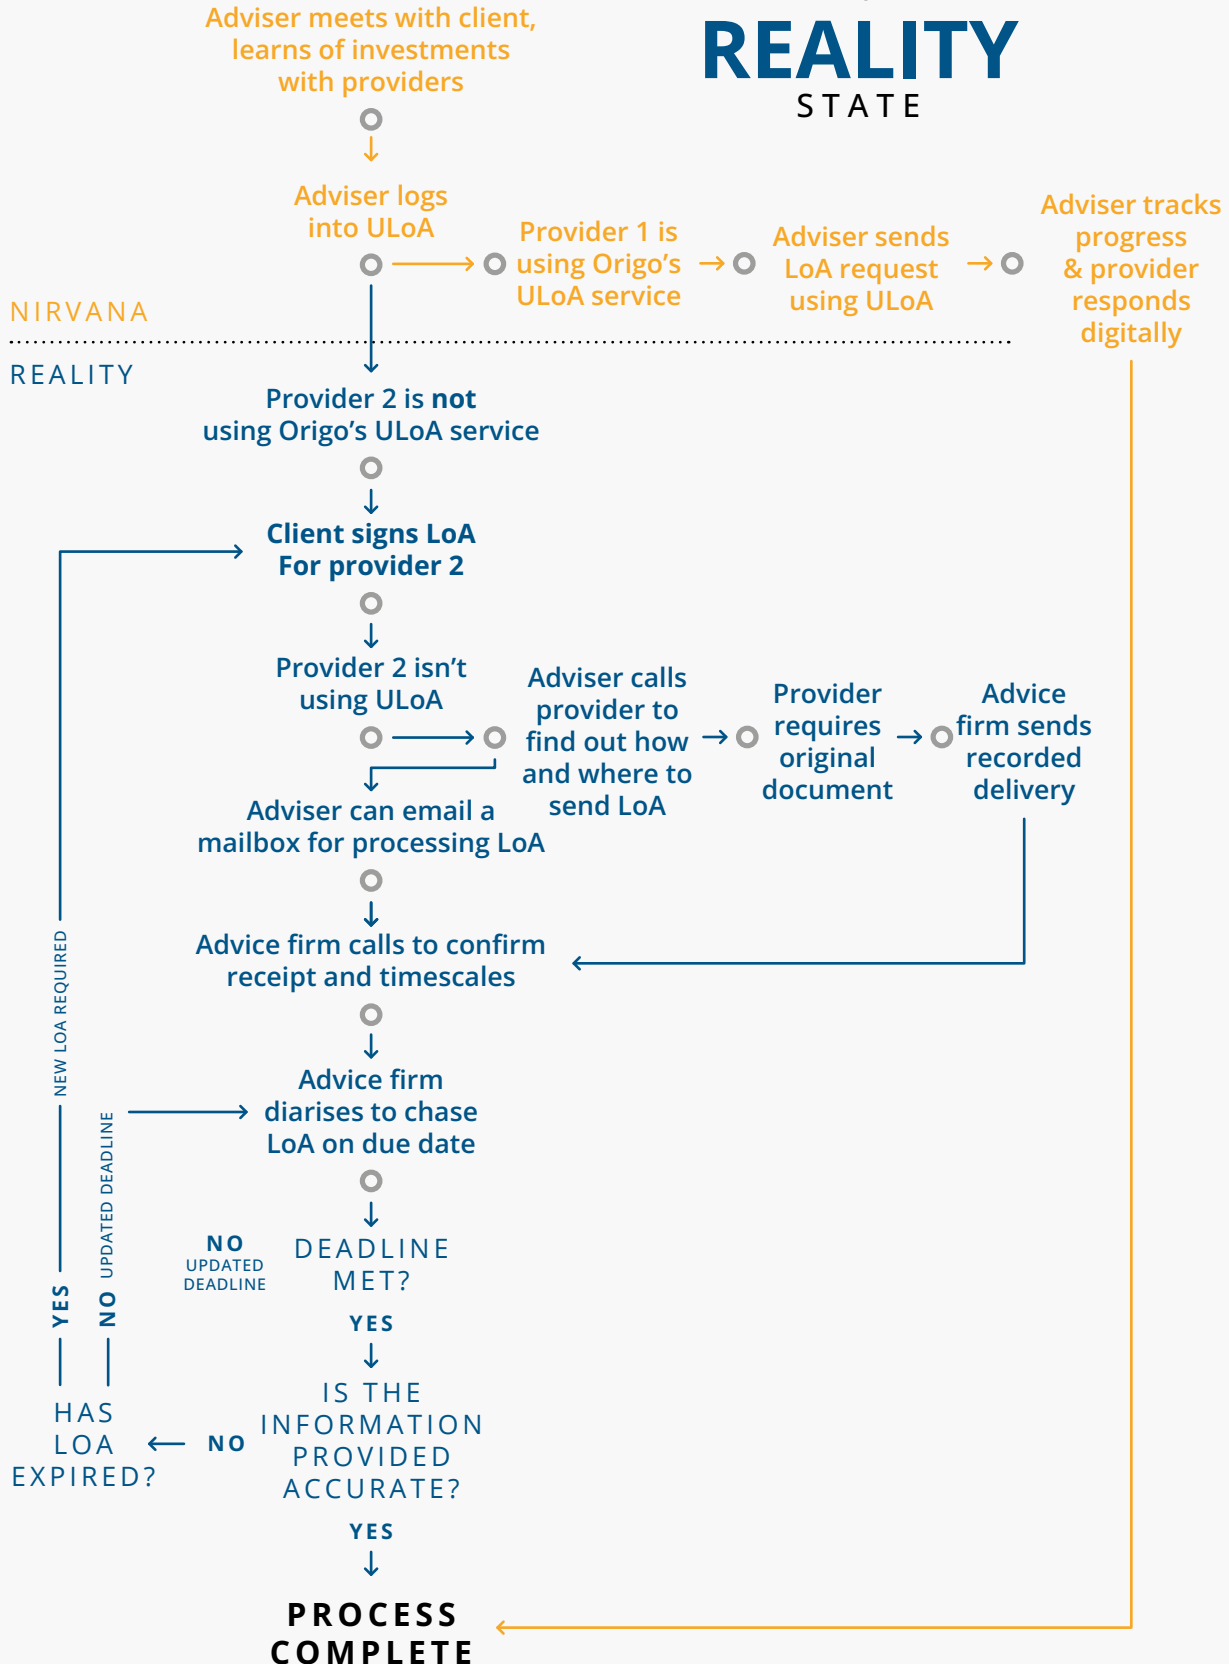 Adviser meets with client,
learns of investments
with providers
REALITY
STATE
Adviser logs
into ULoA
Provider 1 is
using Origo’s
ULoA service
Adviser sends
LoA request
using ULoA
Adviser tracks
progress
& provider
responds
digitally
NIRVANA
REALITY
Provider 2 is not
using Origo’s ULoA service
Client signs LoA
For provider 2
Provider 2 isn’t
using ULoA
Adviser calls
provider to
find out how
and where to
send LoA
Provider
requires
original
document
Advice
firm sends
recorded
delivery
Adviser can email a
mailbox for processing LoA
Advice firm calls to confirm
receipt and timescales
Advice firm
diarises to chase
LoA on due date
NO
UPDATED
DEADLINE
DEADLINE
MET?
YES
IS THE
INFORMATION
PROVIDED
ACCURATE?
NO
HAS
LOA
EXPIRED?
YES NEW LOA REQUIRED
NO UPDATED DEADLINE
YES
PROCESS
COMPLETE